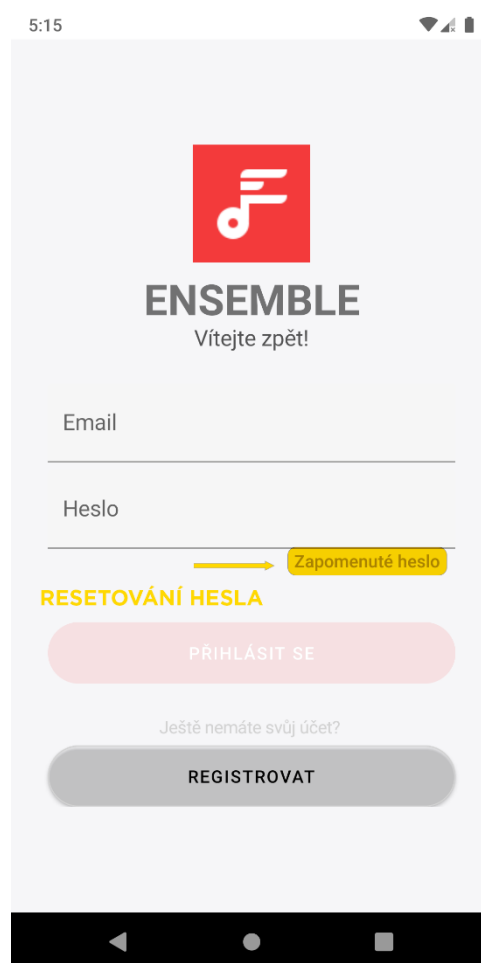 5:15
ENSEMBLE
Vítejte zpět!
Email
Heslo
Zapomenuté heslo
RESETOVÁNÍ HESLA
PŘIHLÁSIT SE
Ještě nemáte svůj účet?
REGISTROVAT